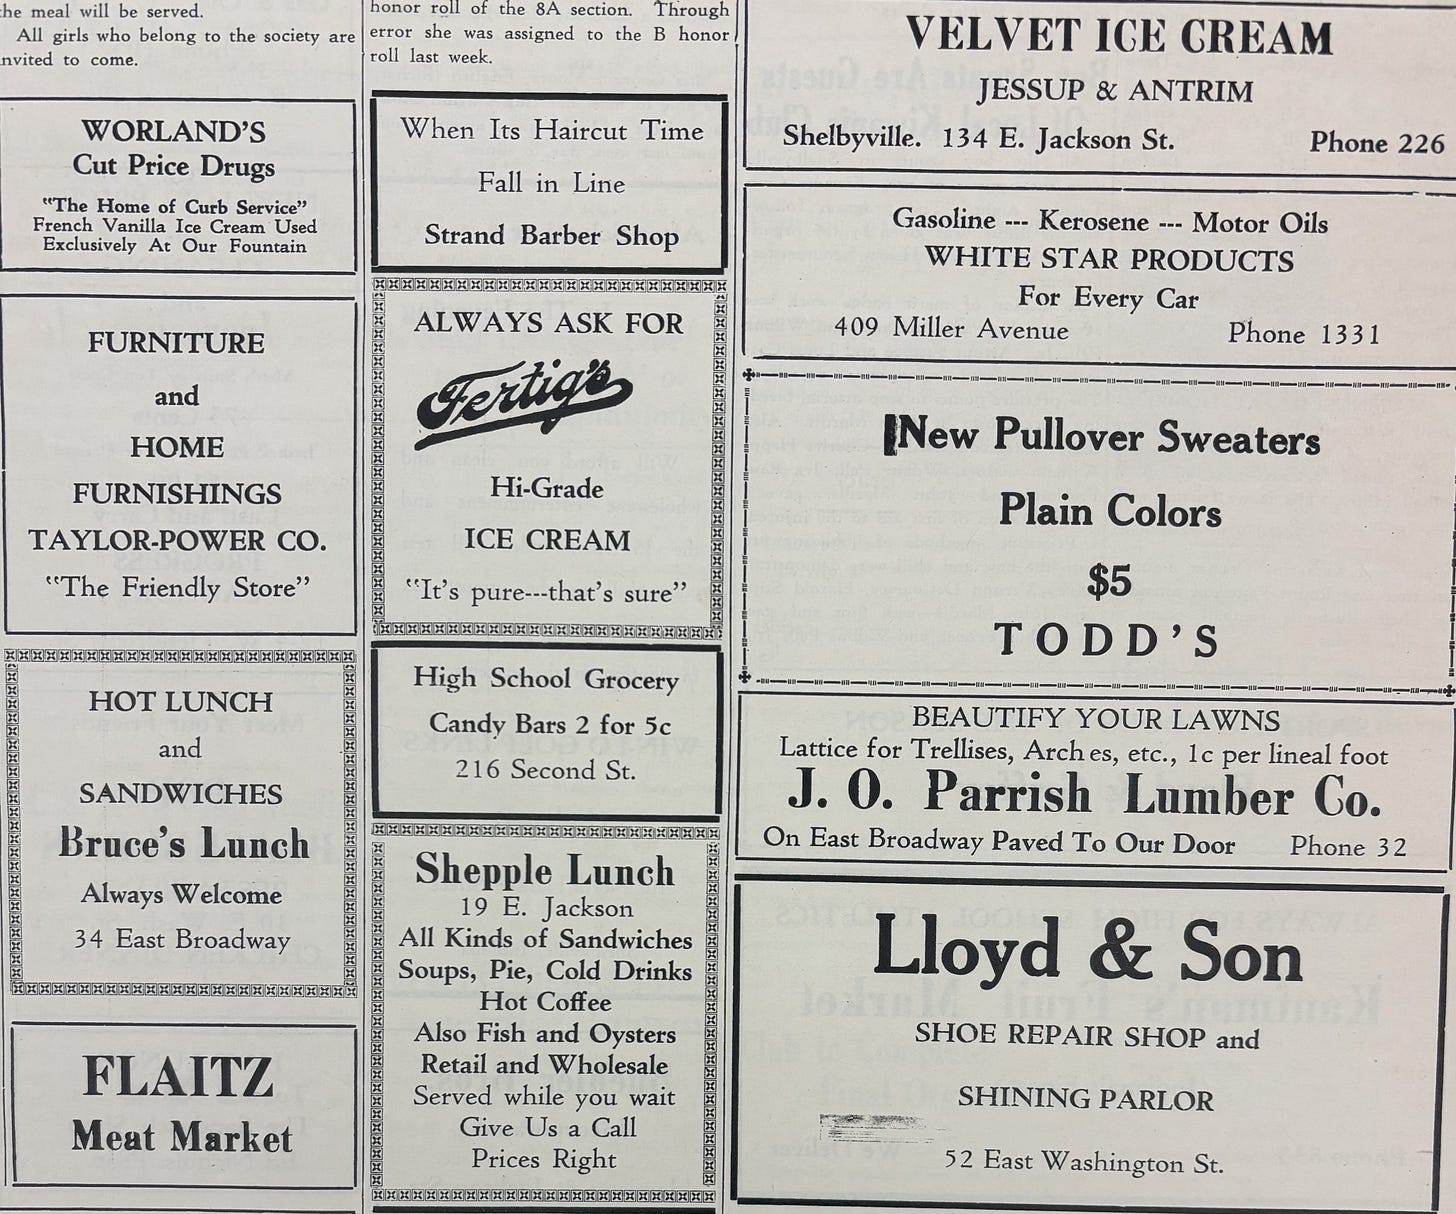 the meal will be served.
All girls who belong to the society are
nvited to come.
WORLAND'S
Cut Price Drugs
"The Home of Curb Service"
French Vanilla Ice Cream Used
Exclusively At Our Fountain
FURNITURE
and
HOME
FURNISHINGS
TAYLOR-POWER CO.
"The Friendly Store"
HOT LUNCH
and
SANDWICHES
Bruce's Lunch
Always Welcome
34 East Broadway
FLAITZ
Meat Market
honor roll of the 8A section. Through
error she was assigned to the B honor
roll last week.
When Its Haircut Time
Fall in Line
Strand Barber Shop
ALWAYS ASK FOR
Fertig's
Hi-Grade
ICE CREAM
"It's pure---that's sure"
High School Grocery
Candy Bars 2 for 5c
216 Second St.
Shepple Lunch
19 E. Jackson
All Kinds of Sandwiches
Soups, Pie, Cold Drinks
Hot Coffee
Also Fish and Oysters
Retail and Wholesale
Served while you wait
Give Us a Call
Prices Right
VELVET ICE CREAM
JESSUP & ANTRIM
Shelbyville. 134 E. Jackson St. Phone 226
Gasoline --- Kerosene --- Motor Oils
WHITE STAR PRODUCTS
For Every Car
409 Miller Avenue Phone 1331
New Pullover Sweaters
Plain Colors
$5
TODD'S
BEAUTIFY YOUR LAWNS
Lattice for Trellises, Arches, etc., 1c per lineal foot
J. O. Parrish Lumber Co.
On East Broadway Paved To Our Door Phone 32
Lloyd & Son
SHOE REPAIR SHOP and
SHINING PARLOR
52 East Washington St.